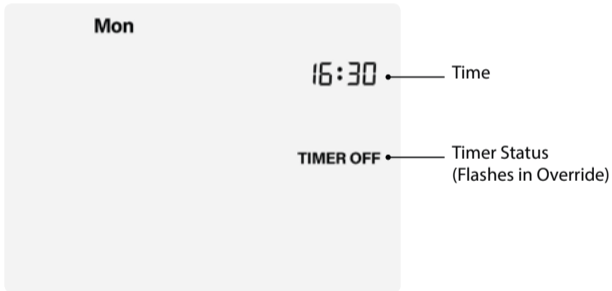 Mon
16:30
Time
TIMER OFF
Timer Status
(Flashes in Override)